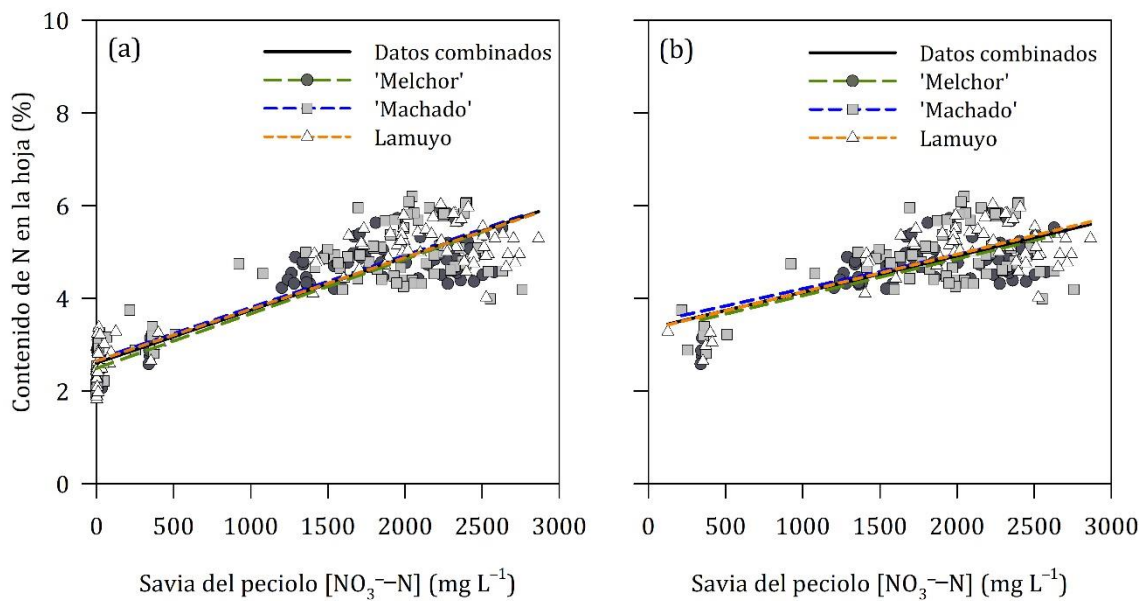 (a)
Datos combinados
'Melchor'
'Machado'
Lamuyo
(b)
Datos combinados
'Melchor'
'Machado'
Lamuyo
Contenido de N en la hoja (%)
10
8
6
4
2
0
0 500 1000 1500 2000 2500 3000
0 500 1000 1500 2000 2500 3000
Savia del peciolo [NO₃⁻–N] (mg L⁻¹)
Savia del peciolo [NO₃⁻–N] (mg L⁻¹)